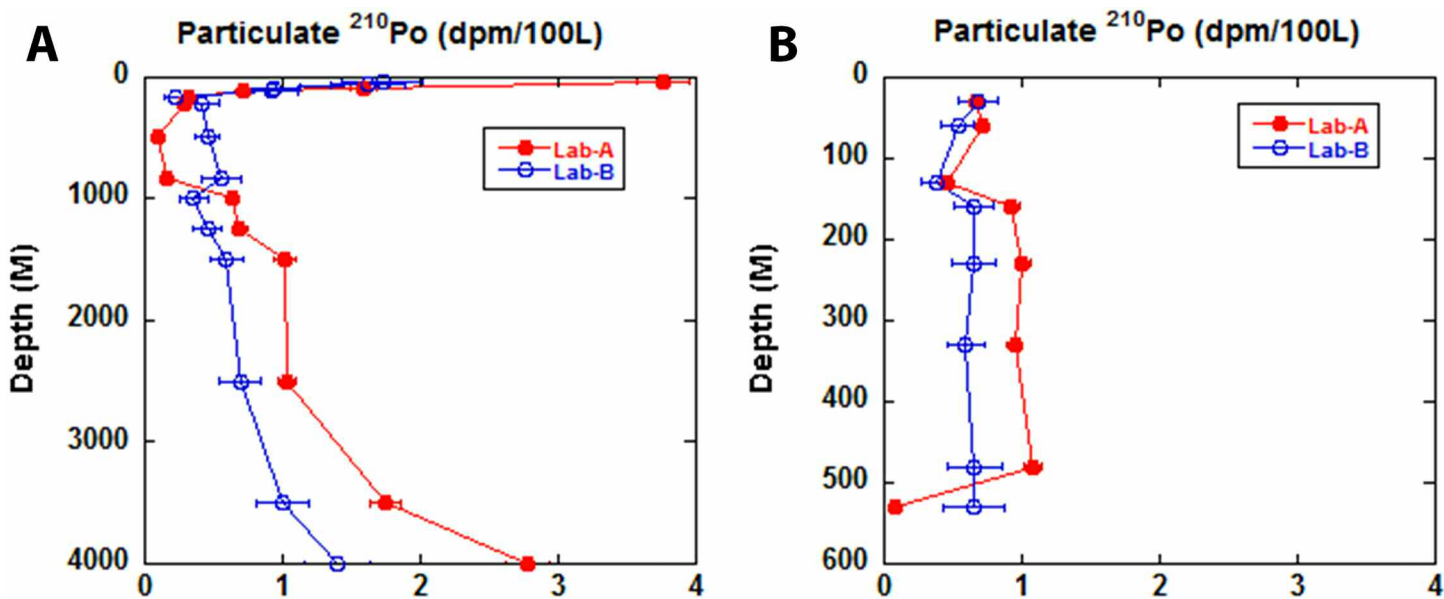 A
Particulate 210Po (dpm/100L)
0
1000
2000
3000
4000
Depth (M)
Lab-A
Lab-B
0 1 2 3 4
B
Particulate 210Po (dpm/100L)
0
100
200
300
400
500
600
Depth (M)
Lab-A
Lab-B
0 1 2 3 4